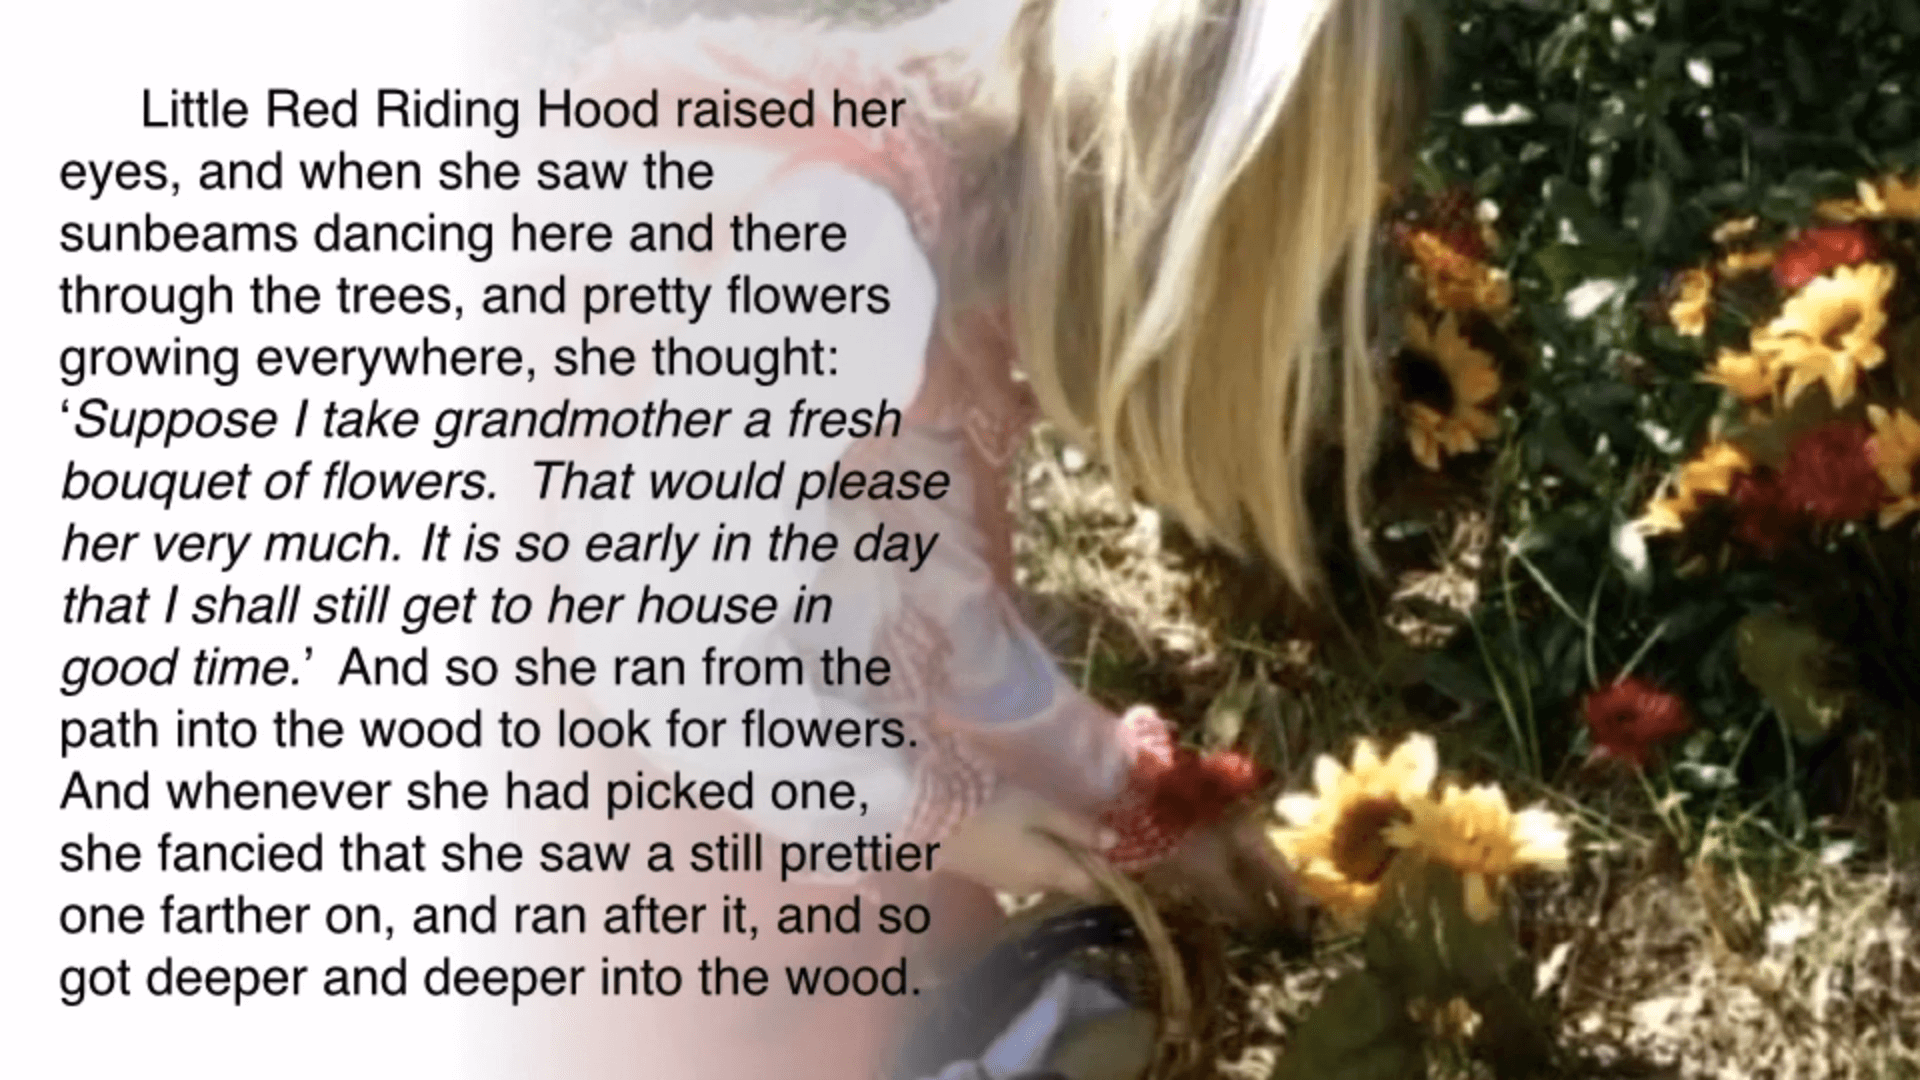 Little Red Riding Hood raised her
eyes, and when she saw the
sunbeams dancing here and there
through the trees, and pretty flowers
growing everywhere, she thought:
‘Suppose I take grandmother a fresh
bouquet of flowers.  That would please
her very much. It is so early in the day
that I shall still get to her house in
good time.’  And so she ran from the
path into the wood to look for flowers.
And whenever she had picked one,
she fancied that she saw a still prettier
one farther on, and ran after it, and so
got deeper and deeper into the wood.